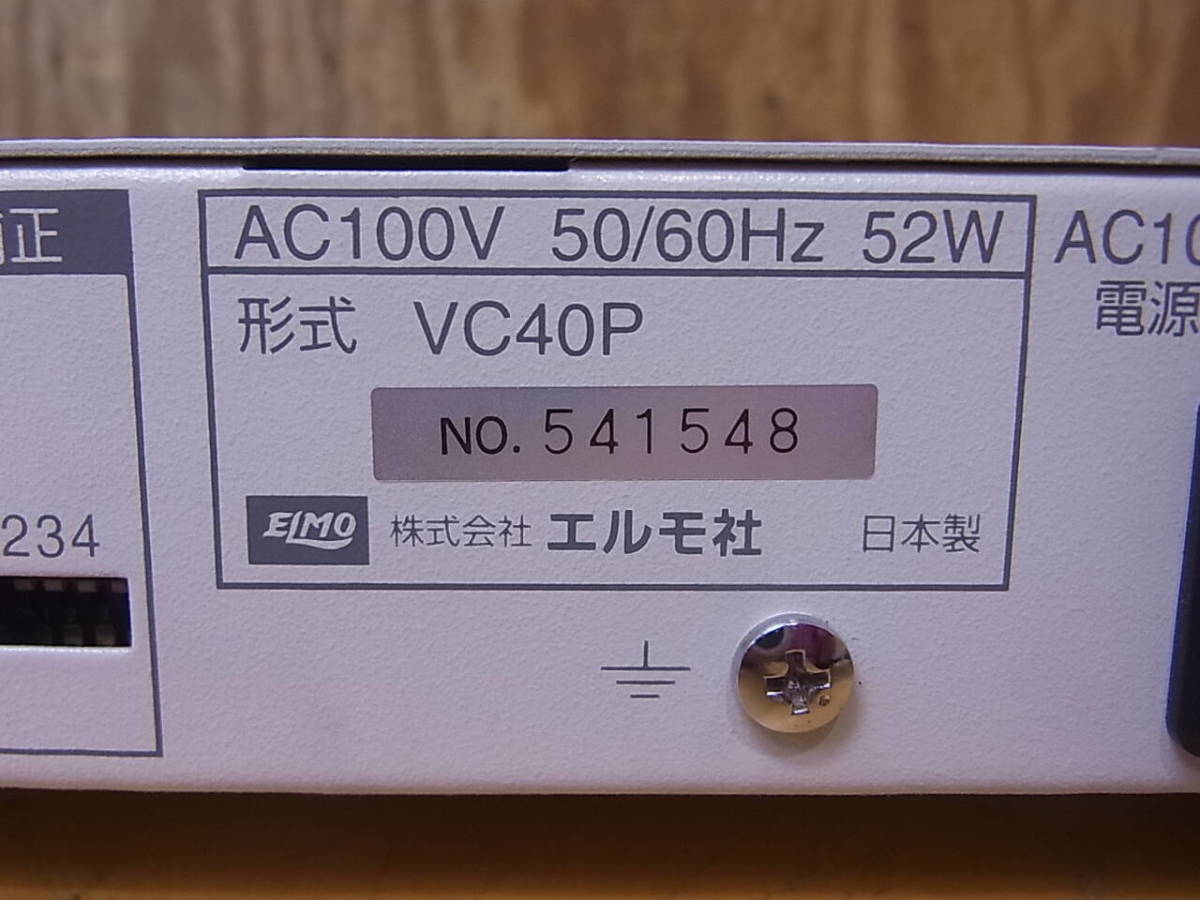 正
AC100V 50/60Hz 52W
形式 VC40P
NO. 541548
ELMO 株式会社 エルモ社 日本製
234
AC10
電源